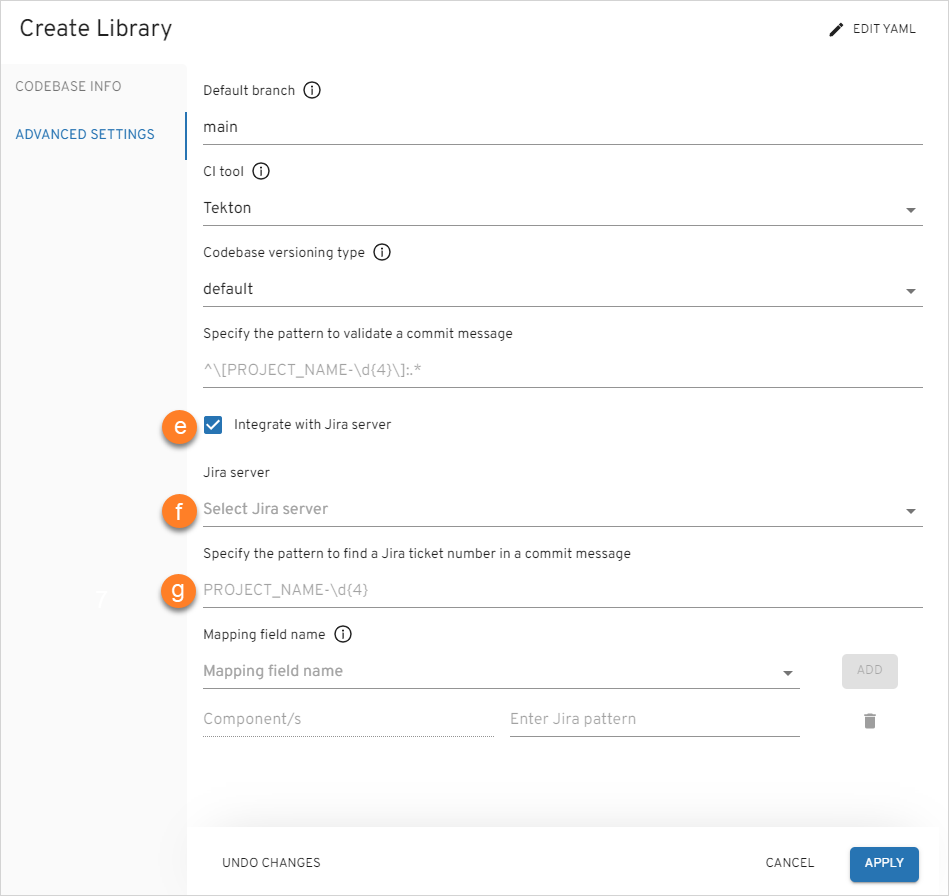 Create Library
EDIT YAML
CODEBASE INFO
ADVANCED SETTINGS
Default branch
main
CI tool
Tekton
Codebase versioning type
default
Specify the pattern to validate a commit message
^\[PROJECT_NAME-\d{4}\]:.*
e Integrate with Jira server
Jira server
f Select Jira server
Specify the pattern to find a Jira ticket number in a commit message
g PROJECT_NAME-\d{4}
7
Mapping field name
Mapping field name ADD
Component/s Enter Jira pattern
UNDO CHANGES CANCEL APPLY